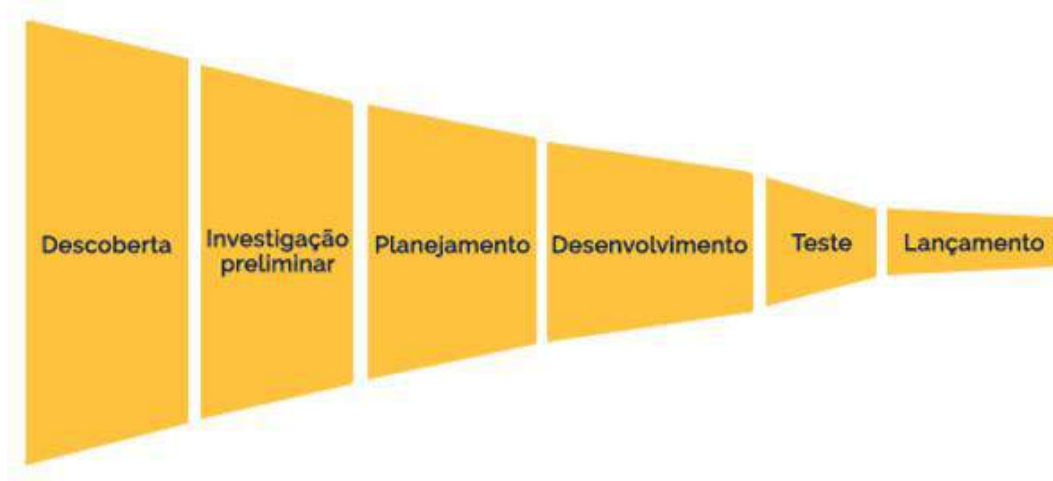 Descoberta
Investigação
preliminar
Planejamento
Desenvolvimento
Teste
Lançamento